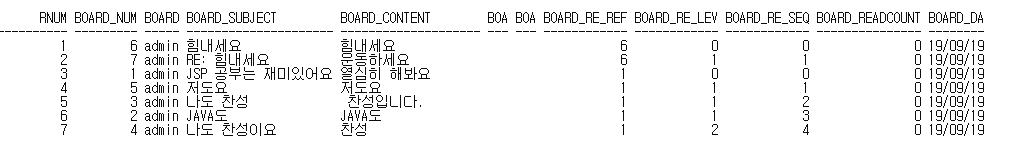 RNUM BOARD_NUM BOARD BOARD_SUBJECT BOARD_CONTENT BOA BOA BOARD_RE_REF BOARD_RE_LEV BOARD_RE_SEQ BOARD_READCOUNT BOARD_DA
---------- ---------- ----- -------------------- -------------------- --- --- ------------ ------------ ------------ --------------- --------
1 6 admin 힘내세요 힘내세요 6 0 0 0 19/09/19
2 7 admin RE: 힘내세요 운동하세요 6 1 1 0 19/09/19
3 1 admin JSP 공부는 재미있어요 열심히 해봐요 1 0 0 0 19/09/19
4 5 admin 저도요 저도요 1 1 1 0 19/09/19
5 3 admin 나도 찬성 찬성입니다. 1 1 2 0 19/09/19
6 2 admin JAVA도 JAVA도 1 1 3 0 19/09/19
7 4 admin 나도 찬성이요 찬성 1 2 4 0 19/09/19